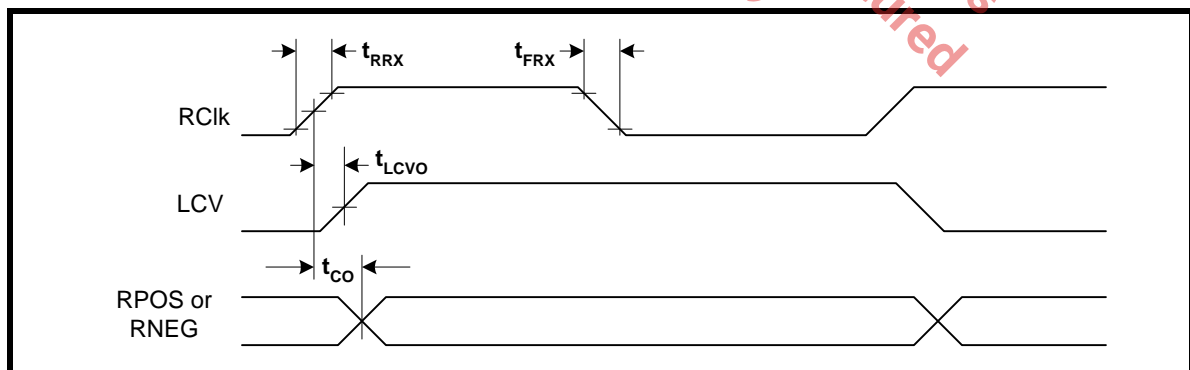 tRRX
tFRX
RClk
tLCVO
LCV
tCO
RPOS or
RNEG